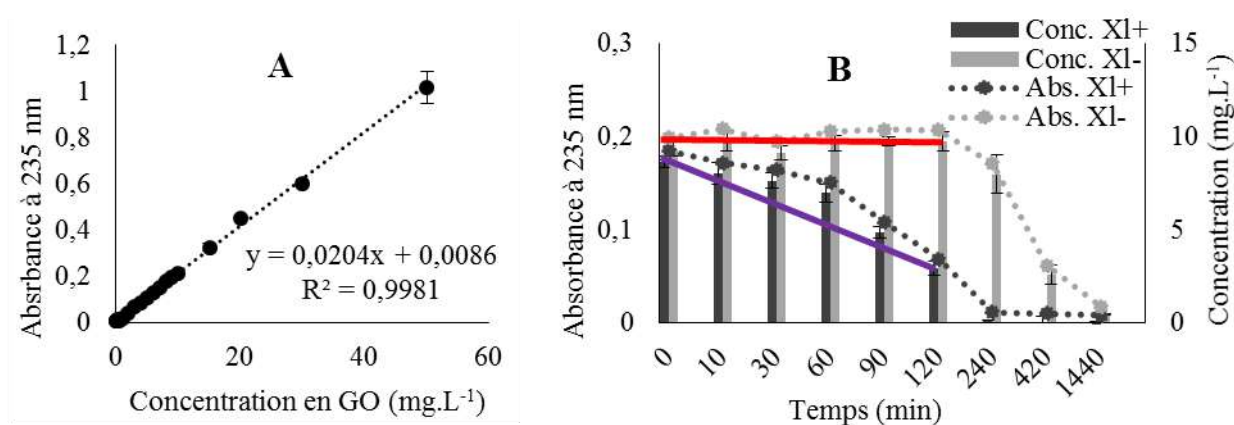 A
Absrbance à 235 nm
1,2
1
0,8
0,6
0,4
0,2
0
y = 0,0204x + 0,0086
R² = 0,9981
0
20
40
60
Concentration en GO (mg.L⁻¹)
B
Conc. Xl+
Conc. Xl-
Abs. Xl+
Abs. Xl-
Absorbance à 235 nm
0,3
0,2
0,1
0
15
10
5
0
Concentration (mg.L⁻¹)
0
10
30
60
90
120
240
420
1440
Temps (min)